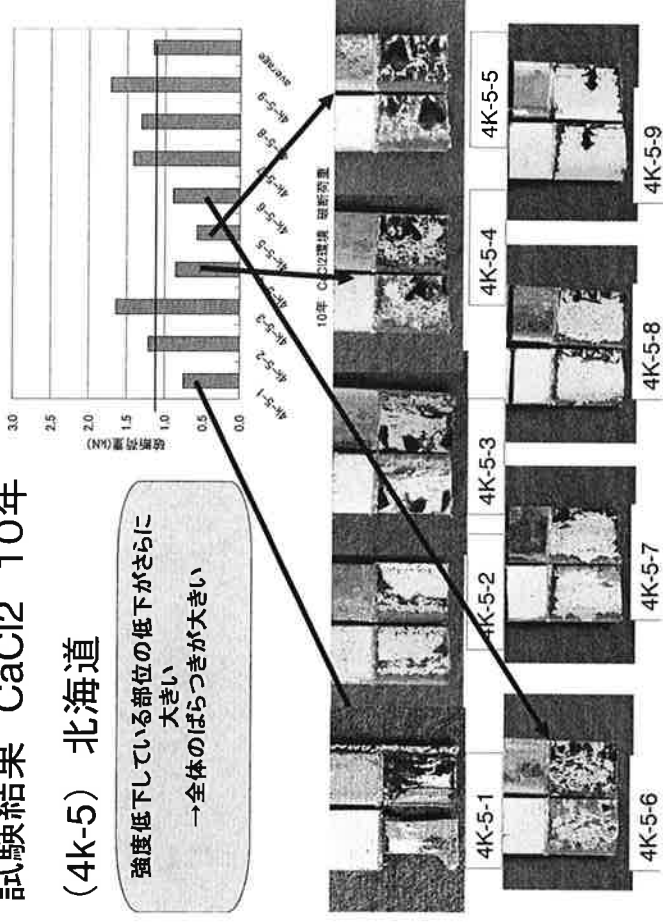 試験結果 CaCl2 10年
(4k-5) 北海道
強度低下している部位の低下がさらに
大きい
→全体のばらつきが大きい
破断荷重(kN)
3.0
2.5
2.0
1.5
1.0
0.5
0.0
4k-5-1
4k-5-2
4k-5-3
4k-5-5
4k-5-6
4k-5-8
4k-5-9
average
10年 CaCl2環境 破断荷重
4K-5-1
4K-5-2
4K-5-3
4K-5-4
4K-5-5
4K-5-6
4K-5-7
4K-5-8
4K-5-9